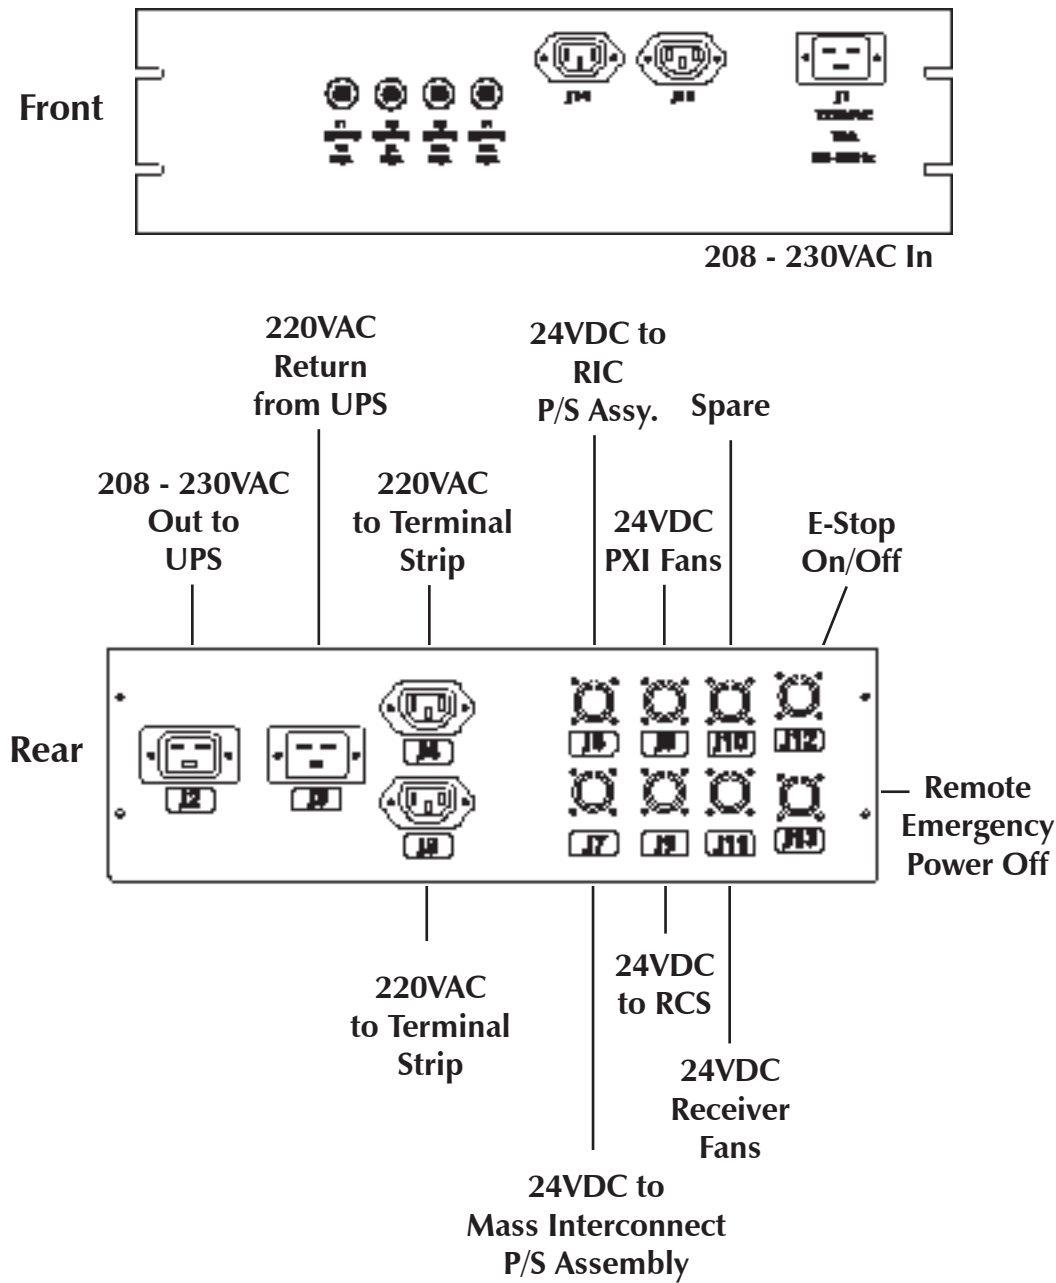 Front
J14
J1
208 - 230VAC In
220VAC
Return
from UPS
24VDC to
RIC
P/S Assy.
Spare
208 - 230VAC
Out to
UPS
220VAC
to Terminal
Strip
24VDC
PXI Fans
E-Stop
On/Off
Rear
J2
J3
J4
J5
J6
J8
J10
J12
J7
J9
J11
J13
Remote
Emergency
Power Off
220VAC
to Terminal
Strip
24VDC
to RCS
24VDC
Receiver
Fans
24VDC to
Mass Interconnect
P/S Assembly